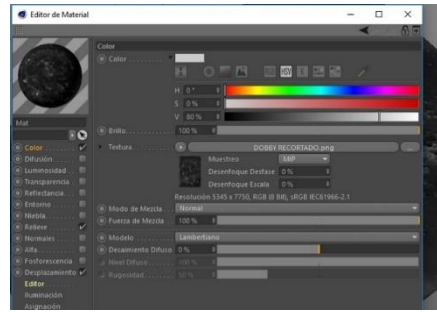 Editor de Material
Color
Color
H 0 °
S 0 %
V 80 %
Mat
Brillo 100 %
Color
Textura DOBBY RECORTADO.png ...
Difusión
Muestreo MIP
Luminosidad
Desenfoque Desfase 0 %
Transparencia
Desenfoque Escala 0 %
Reflectancia
Resolución 5345 x 7750, RGB (8 Bit), sRGB IEC61966-2.1
Entorno
Modo de Mezcla Normal
Niebla
Fuerza de Mezcla 100 %
Relieve
Normales
Modelo Lambertiano
Alfa
Decaimiento Difuso 0 %
Fosforescencia
Nivel Difuso 100 %
Desplazamiento
Rugosidad 50 %
Editor
Iluminación
Asignación